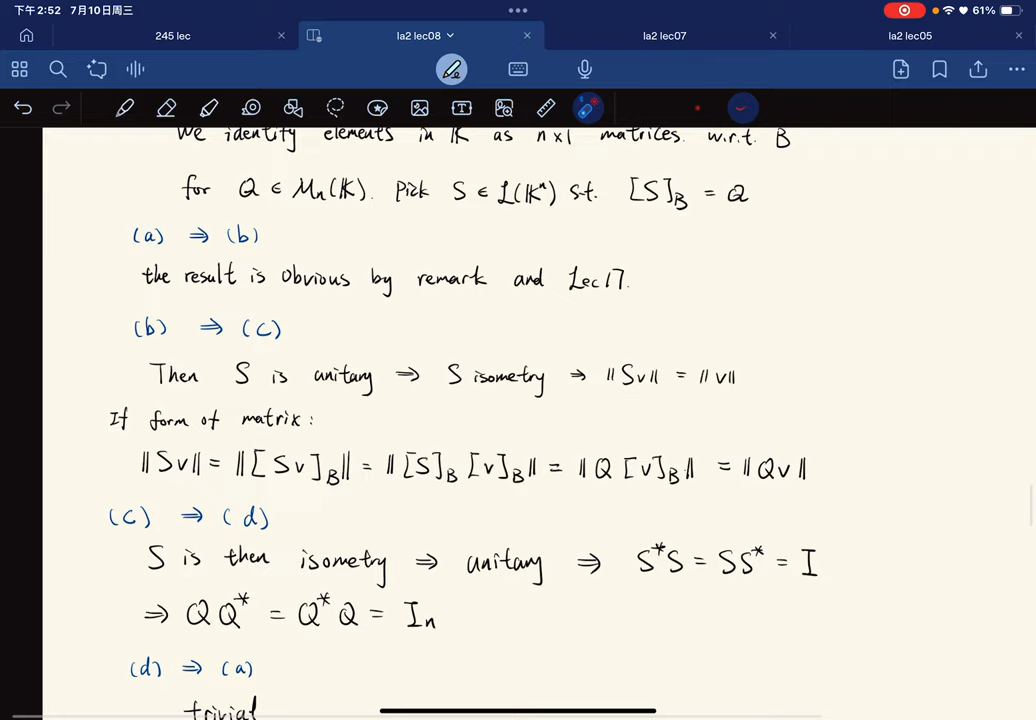 下午2:52 7月10日周三
61%
245 lec
la2 lec08
la2 lec07
la2 lec05
We identify elements in 𝕂 as n×1 matrices. w.r.t. B
for Q ∈ Mn(𝕂). Pick S ∈ ℒ(𝕂ⁿ) s.t. [S]_B = Q
(a) ⇒ (b)
the result is obvious by remark and Lec17.
(b) ⇒ (c)
Then S is unitary ⇒ S isometry ⇒ ||Sv|| = ||v||
If form of matrix:
||Sv|| = ||[Sv]_B|| = ||[S]_B [v]_B|| = ||Q [v]_B|| = ||Qv||
(c) ⇒ (d)
S is then isometry ⇒ unitary ⇒ S*S = SS* = I
⇒ QQ* = Q*Q = In
(d) ⇒ (a)
trivial